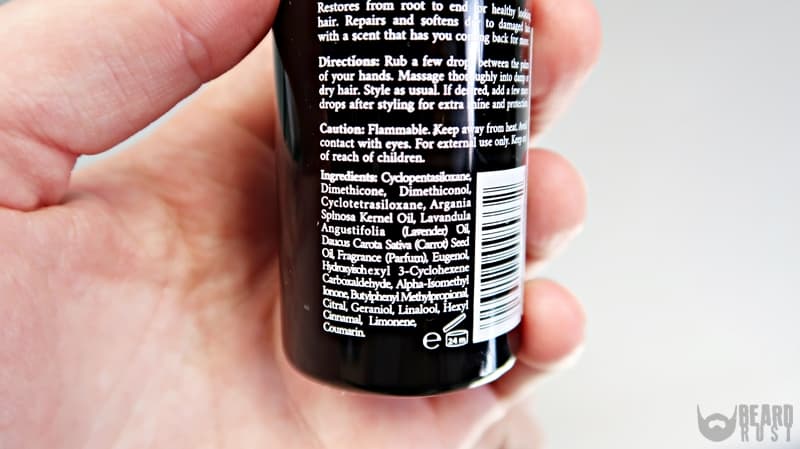 Restores from root to end for healthy looking
hair. Repairs and softens to damaged
with a scent that has you coming back for more.
Directions: Rub a few drops between the palms
of your hands. Massage thoroughly into damp or
dry hair. Style as usual. If desired, add a few more
drops after styling for extra shine and protection.
Caution: Flammable. Keep away from heat. Avoid
contact with eyes. For external use only. Keep out
of reach of children.
Ingredients: Cyclopentasiloxane,
Dimethicone, Dimethiconol,
Cyclotetrasiloxane, Argania
Spinosa Kernel Oil, Lavandula
Angustifolia (Lavender) Oil,
Daucus Carota Sativa (Carrot) Seed
Oil, Fragrance (Parfum), Eugenol,
Hydroxyisohexyl 3-Cyclohexene
Carboxaldehyde, Alpha-Isomethyl
Ionone, Butylphenyl Methylpropional,
Citral, Geraniol, Linalool, Hexyl
Cinnamal, Limonene,
Coumarin.
e 24 m
BEARD
RUST